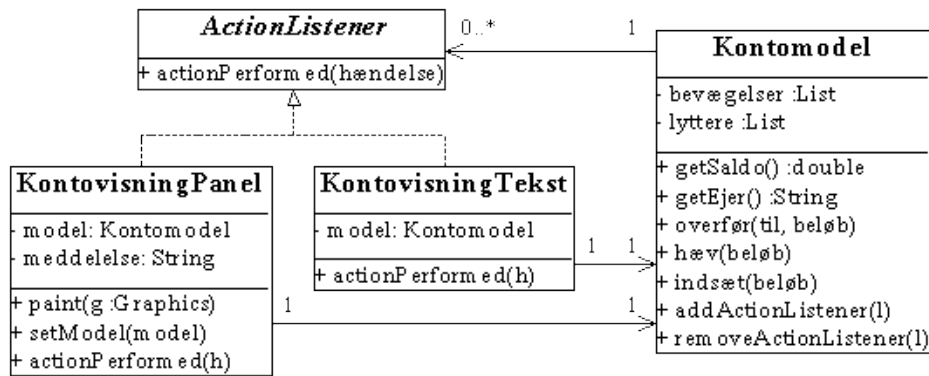 ActionListener
+ actionPerformed(hændelse)
0..*
1
Kontomodel
- bevægelser :List
- lyttere :List
+ getSaldo() :double
+ getEjer() :String
+ overfør(til, beløb)
+ hæv(beløb)
+ indsæt(beløb)
+ addActionListener(l)
+ removeActionListener(l)
KontovisningPanel
- model: Kontomodel
- meddelelse: String
+ paint(g :Graphics)
+ setModel(model)
+ actionPerformed(h)
KontovisningTekst
- model: Kontomodel
+ actionPerformed(h)
1
1
1
1